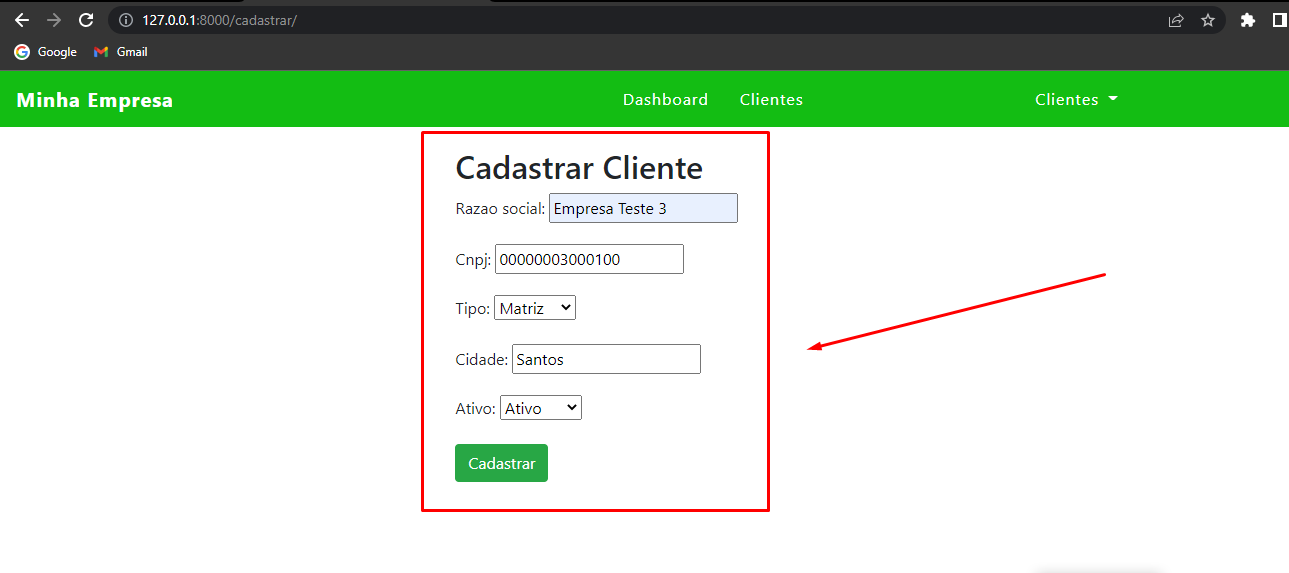 127.0.0.1:8000/cadastrar/
Google Gmail
Minha Empresa Dashboard Clientes Clientes
Cadastrar Cliente
Razao social: Empresa Teste 3
Cnpj: 00000003000100
Tipo: Matriz
Cidade: Santos
Ativo: Ativo
Cadastrar